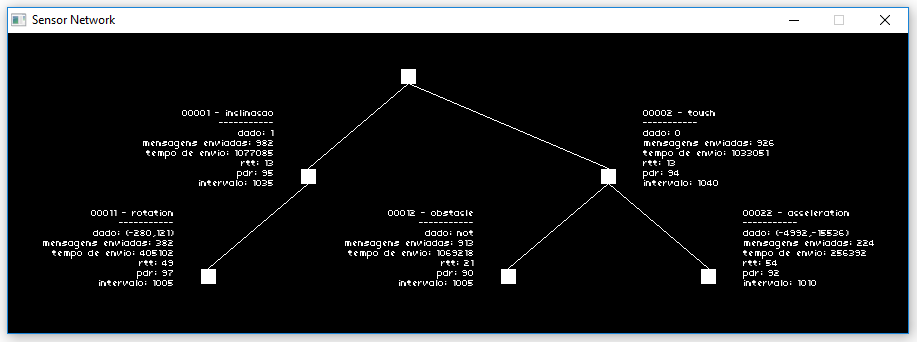 Sensor Network
00001 - inclinasao
-----------
dado: 1
mensagens enviadas: 982
tempo de envio: 1077085
rtt: 13
pdr: 95
intervalo: 1035
00002 - touch
-----------
dado: 0
mensagens enviadas: 926
tempo de envio: 1033051
rtt: 13
pdr: 94
intervalo: 1040
00011 - rotation
-----------
dado: (-280,121)
mensagens enviadas: 382
tempo de envio: 405102
rtt: 49
pdr: 97
intervalo: 1005
00012 - obstacle
-----------
dado: not
mensagens enviadas: 913
tempo de envio: 1069218
rtt: 21
pdr: 90
intervalo: 1005
00022 - asseleration
-----------
dado: (-4992,-15536)
mensagens enviadas: 224
tempo de envio: 256392
rtt: 54
pdr: 92
intervalo: 1010